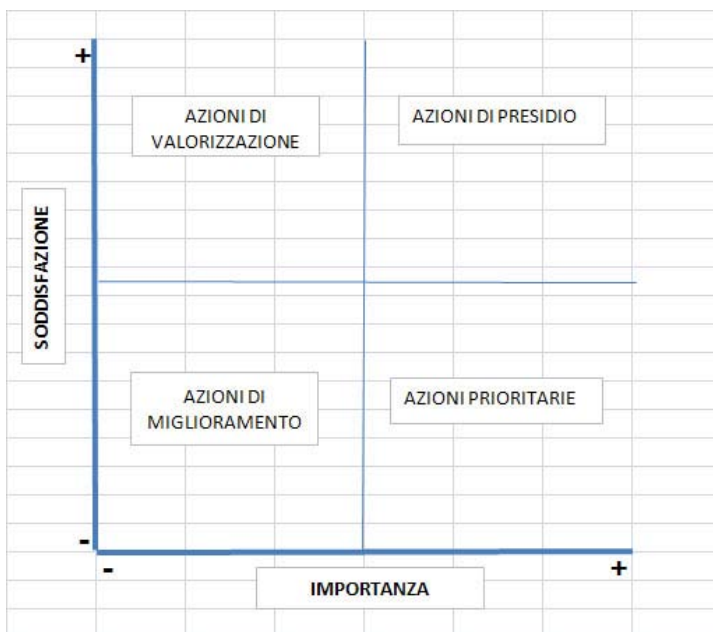 +
AZIONI DI
VALORIZZAZIONE
AZIONI DI PRESIDIO
SODDISFAZIONE
AZIONI DI
MIGLIORAMENTO
AZIONI PRIORITARIE
-
-
+
IMPORTANZA